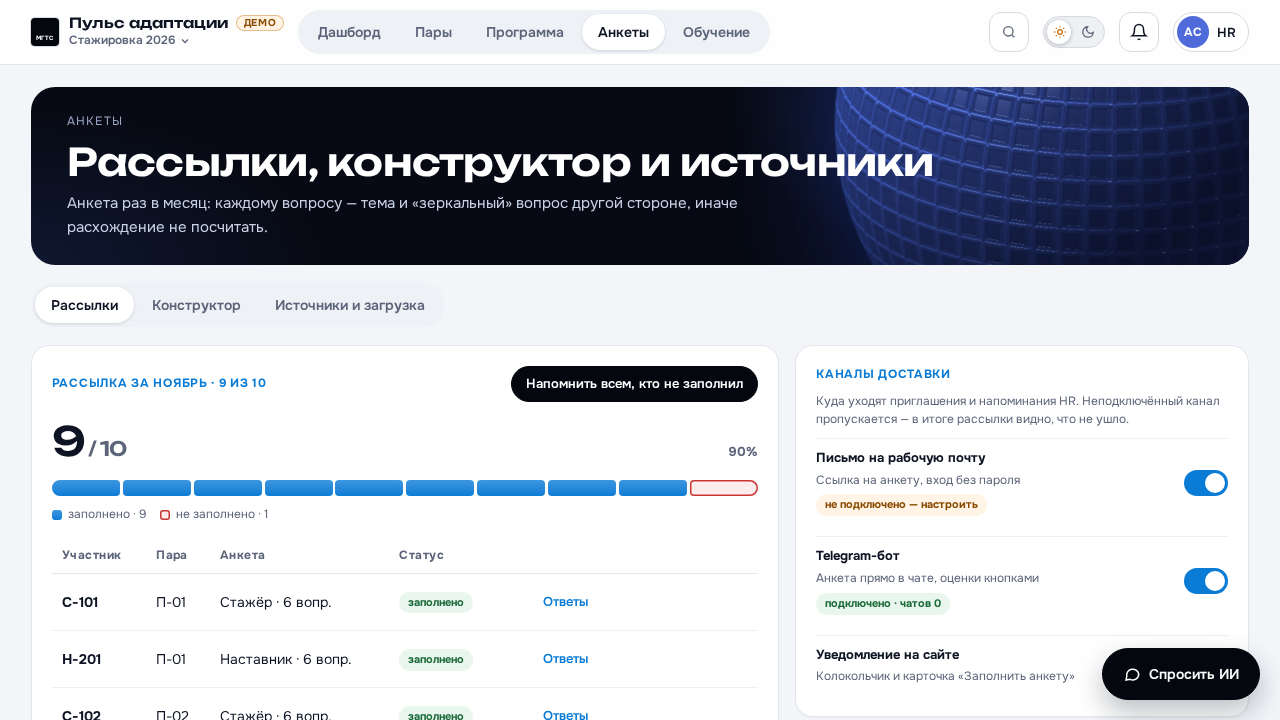 МГТС
Пульс адаптации
ДЕМО
Стажировка 2026
Дашборд
Пары
Программа
Анкеты
Обучение
АС
HR
АНКЕТЫ
Рассылки, конструктор и источники
Анкета раз в месяц: каждому вопросу — тема и «зеркальный» вопрос другой стороне, иначе
расхождение не посчитать.
Рассылки
Конструктор
Источники и загрузка
РАССЫЛКА ЗА НОЯБРЬ · 9 ИЗ 10
Напомнить всем, кто не заполнил
9 / 10
90%
заполнено · 9
не заполнено · 1
Участник Пара Анкета Статус
С-101 П-01 Стажёр · 6 вопр. заполнено Ответы
Н-201 П-01 Наставник · 6 вопр. заполнено Ответы
С-102 П-02 Стажёр · 6 вопр. заполнено Ответы
КАНАЛЫ ДОСТАВКИ
Куда уходят приглашения и напоминания HR. Неподключённый канал
пропускается — в итоге рассылки видно, что не ушло.
Письмо на рабочую почту
Ссылка на анкету, вход без пароля
не подключено — настроить
Telegram-бот
Анкета прямо в чате, оценки кнопками
подключено · чатов 0
Уведомление на сайте
Колокольчик и карточка «Заполнить анкету»
Спросить ИИ